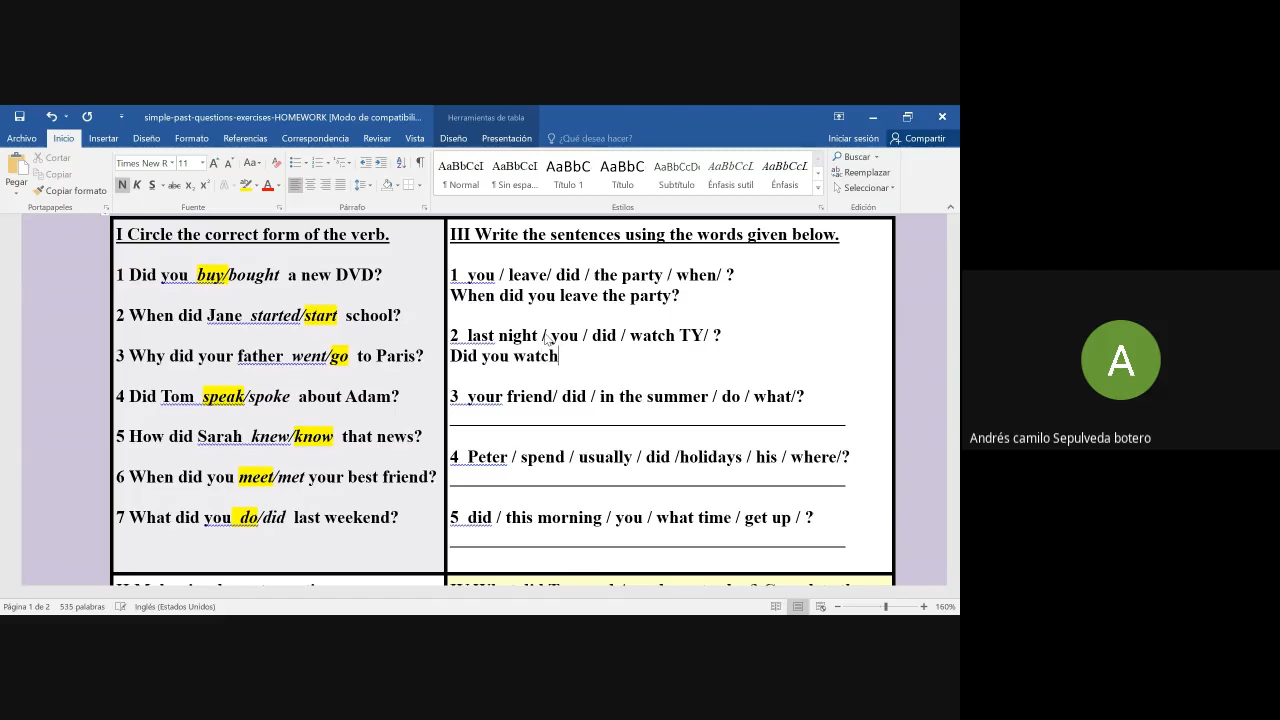 simple-past-questions-exercises-HOMEWORK [Modo de compatibili...
Herramientas de tabla
Archivo Inicio Insertar Diseño Formato Referencias Correspondencia Revisar Vista Diseño Presentación ¿Qué desea hacer? Iniciar sesión Compartir
Pegar
Cortar
Copiar
Copiar formato
Portapapeles
Times New R 11
N K S abc x₂ x²
Fuente
Párrafo
AaBbCcI AaBbCcI AaBbC AaBbC AaBbCcD AaBbCcL AaBbCcL
¶ Normal ¶ Sin espa... Título 1 Título Subtítulo Énfasis sutil Énfasis
Estilos
Buscar
Reemplazar
Seleccionar
Edición
I Circle the correct form of the verb.
1 Did you buy/bought a new DVD?
2 When did Jane started/start school?
3 Why did your father went/go to Paris?
4 Did Tom speak/spoke about Adam?
5 How did Sarah knew/know that news?
6 When did you meet/met your best friend?
7 What did you do/did last weekend?
III Write the sentences using the words given below.
1 you / leave/ did / the party / when/ ?
When did you leave the party?
2 last night / you / did / watch TY/ ?
Did you watch
3 your friend/ did / in the summer / do / what/?
4 Peter / spend / usually / did /holidays / his / where/?
5 did / this morning / you / what time / get up / ?
Página 1 de 2 535 palabras Inglés (Estados Unidos) 160%
A
Andrés camilo Sepulveda botero